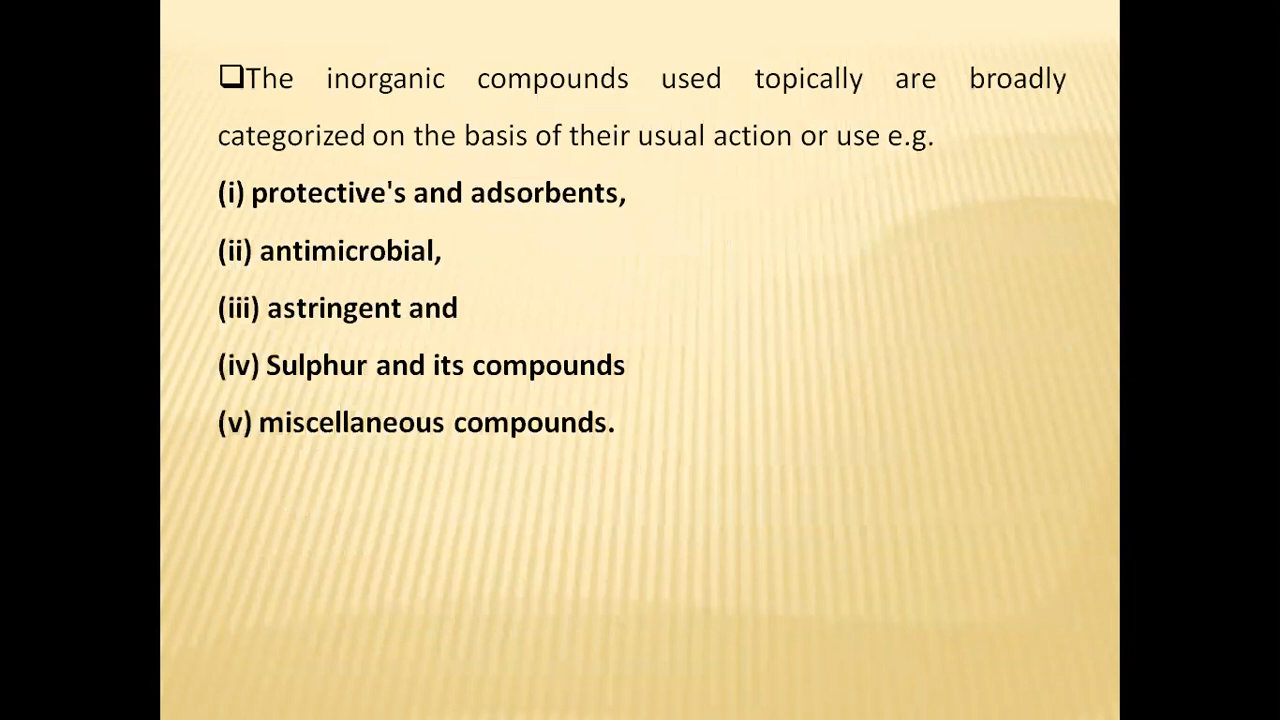 ❑The inorganic compounds used topically are broadly
categorized on the basis of their usual action or use e.g.
(i) protective's and adsorbents,
(ii) antimicrobial,
(iii) astringent and
(iv) Sulphur and its compounds
(v) miscellaneous compounds.